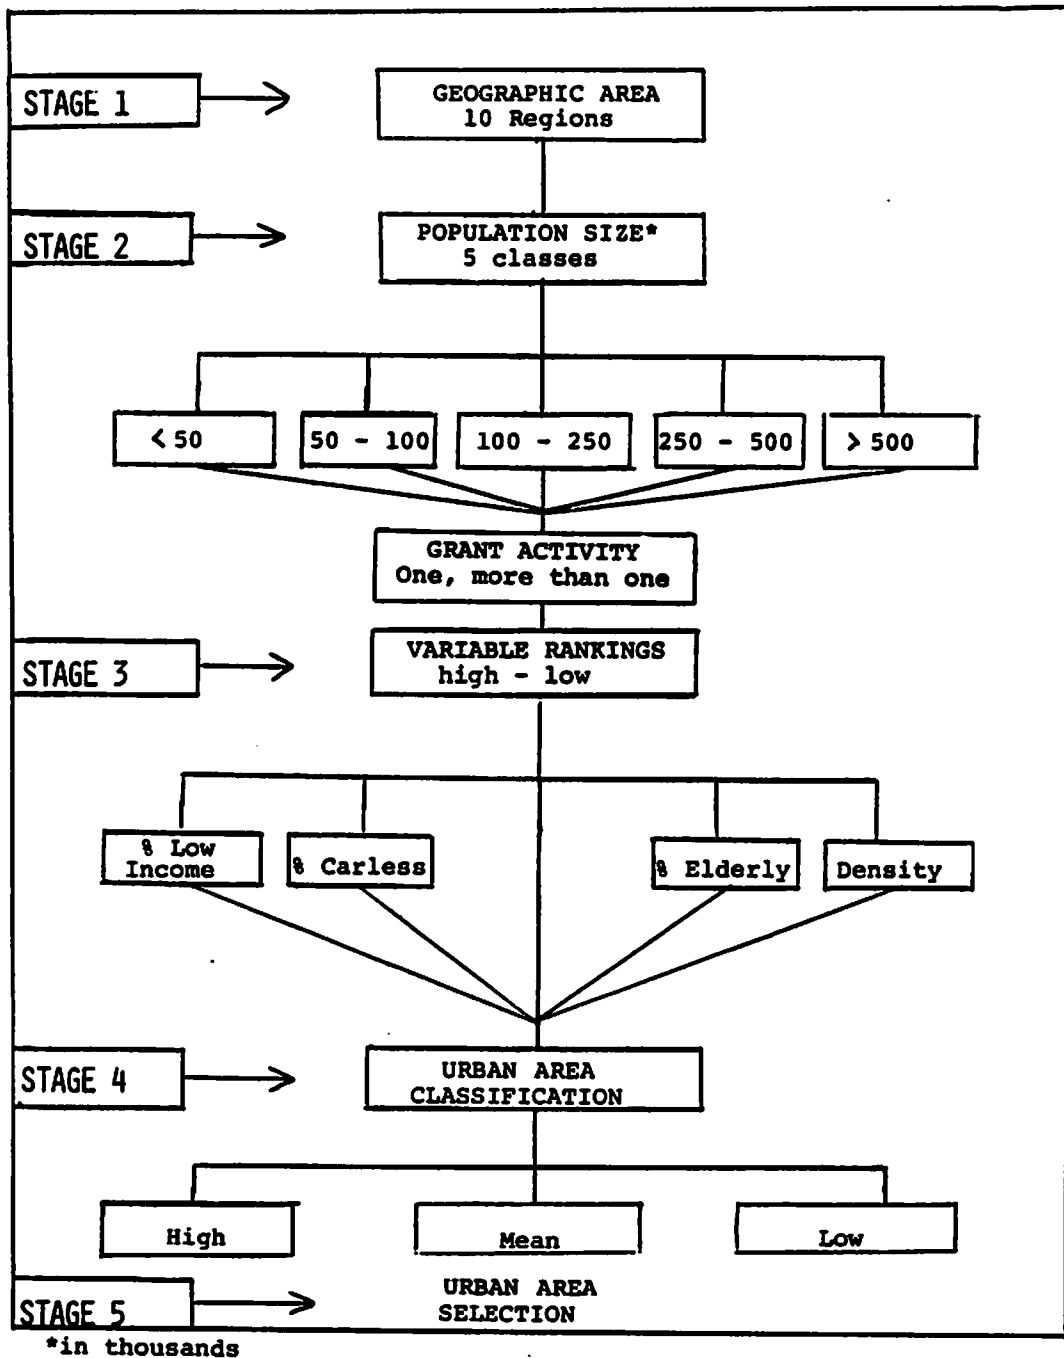 STAGE 1
GEOGRAPHIC AREA
10 Regions
STAGE 2
POPULATION SIZE*
5 classes
< 50
50 - 100
100 - 250
250 - 500
> 500
GRANT ACTIVITY
One, more than one
STAGE 3
VARIABLE RANKINGS
high - low
% Low
Income
% Carless
% Elderly
Density
STAGE 4
URBAN AREA
CLASSIFICATION
High
Mean
Low
STAGE 5
URBAN AREA
SELECTION
*in thousands